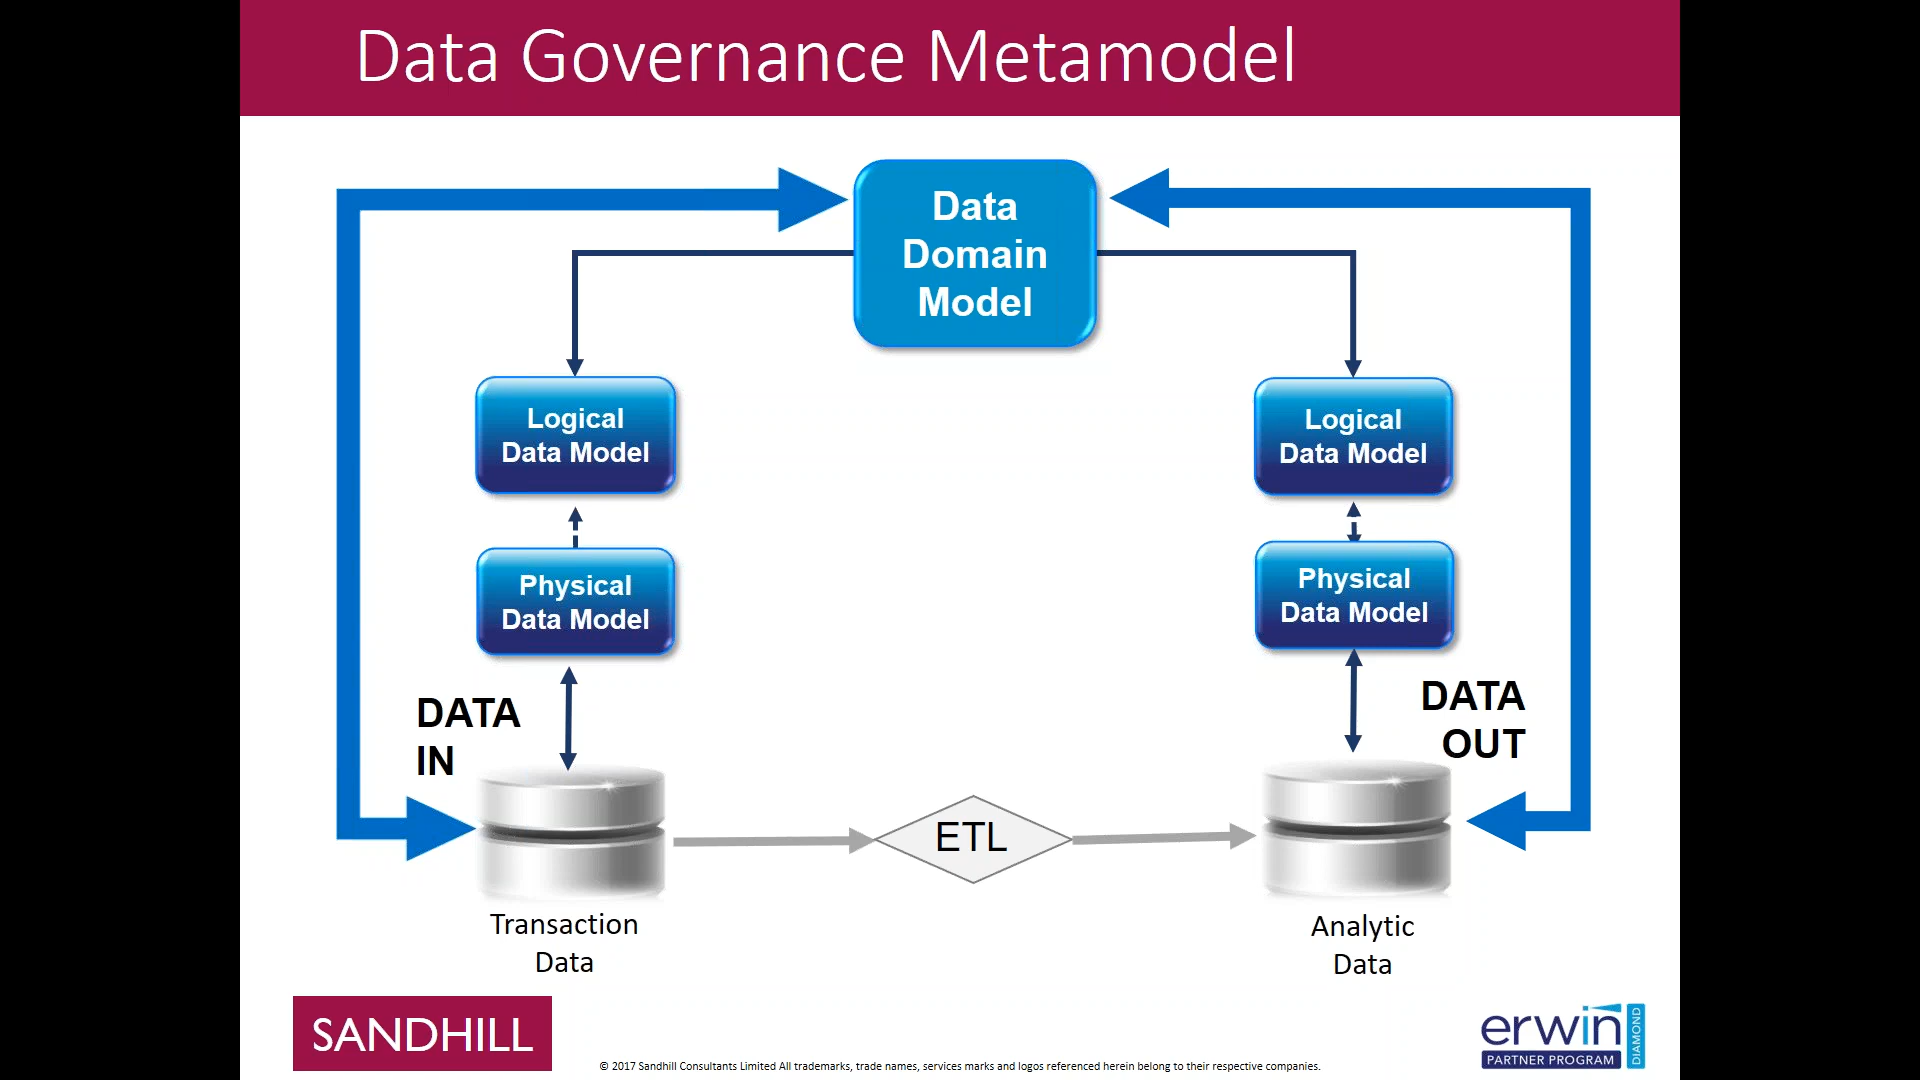 Data Governance Metamodel
Data
Domain
Model
Logical
Data Model
Logical
Data Model
Physical
Data Model
Physical
Data Model
DATA
IN
DATA
OUT
ETL
Transaction
Data
Analytic
Data
SANDHILL
© 2017 Sandhill Consultants Limited All trademarks, trade names, services marks and logos referenced herein belong to their respective companies.
erwin
PARTNER PROGRAM
DIAMOND